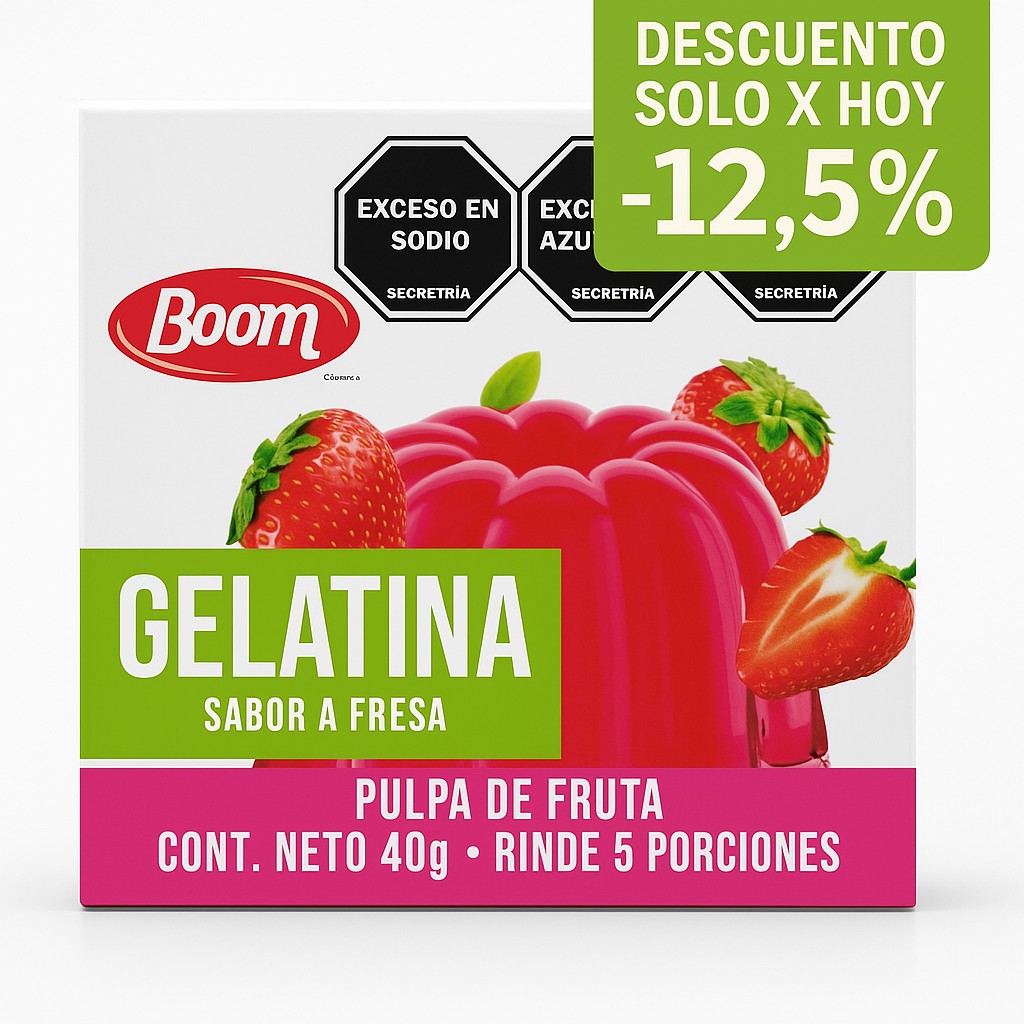 DESCUENTO
SOLO X HOY
-12,5%
EXCESO EN
SODIO
SECRETRÍA
SECRETRÍA
SECRETRÍA
Boom
GELATINA
SABOR A FRESA
PULPA DE FRUTA
CONT. NETO 40g • RINDE 5 PORCIONES